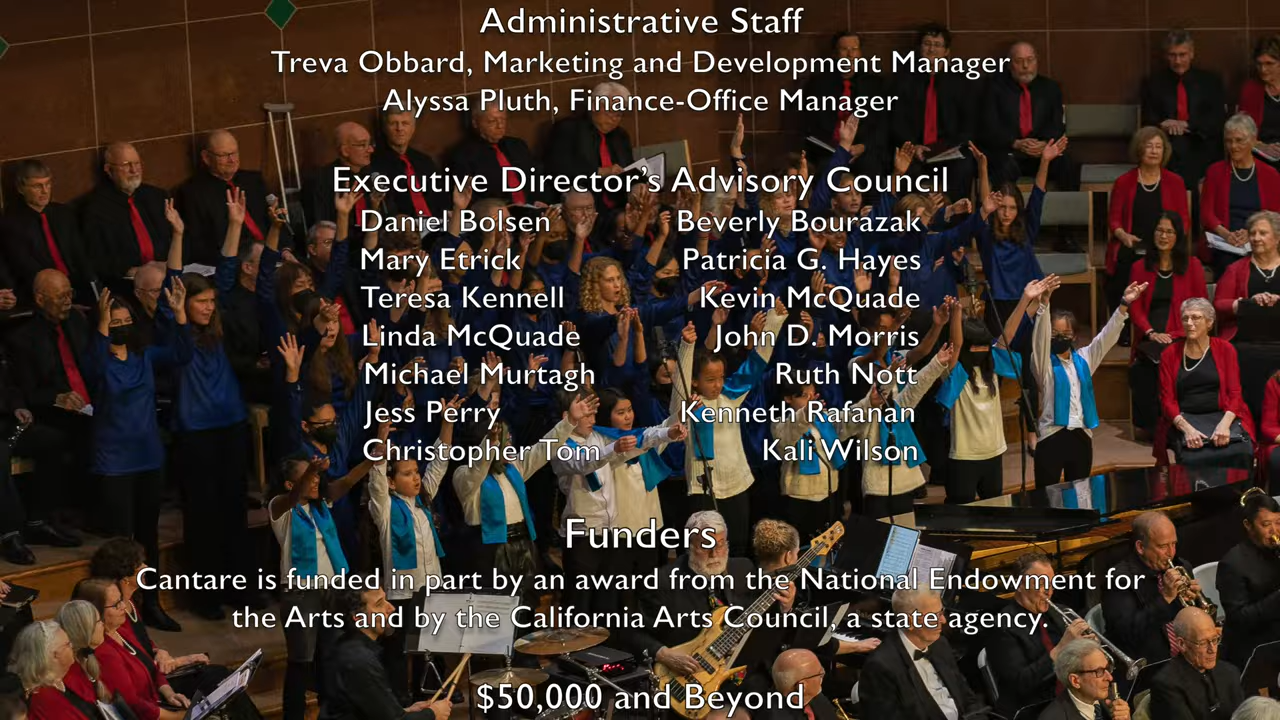 Administrative Staff
Treva Obbard, Marketing and Development Manager
Alyssa Pluth, Finance-Office Manager
Executive Director's Advisory Council
Daniel Bolsen Beverly Bourazak
Mary Etrick Patricia G. Hayes
Teresa Kennell Kevin McQuade
Linda McQuade John D. Morris
Michael Murtagh Ruth Nott
Jess Perry Kenneth Rafanan
Christopher Tom Kali Wilson
Funders
Cantare is funded in part by an award from the National Endowment for
the Arts and by the California Arts Council, a state agency.
$50,000 and Beyond